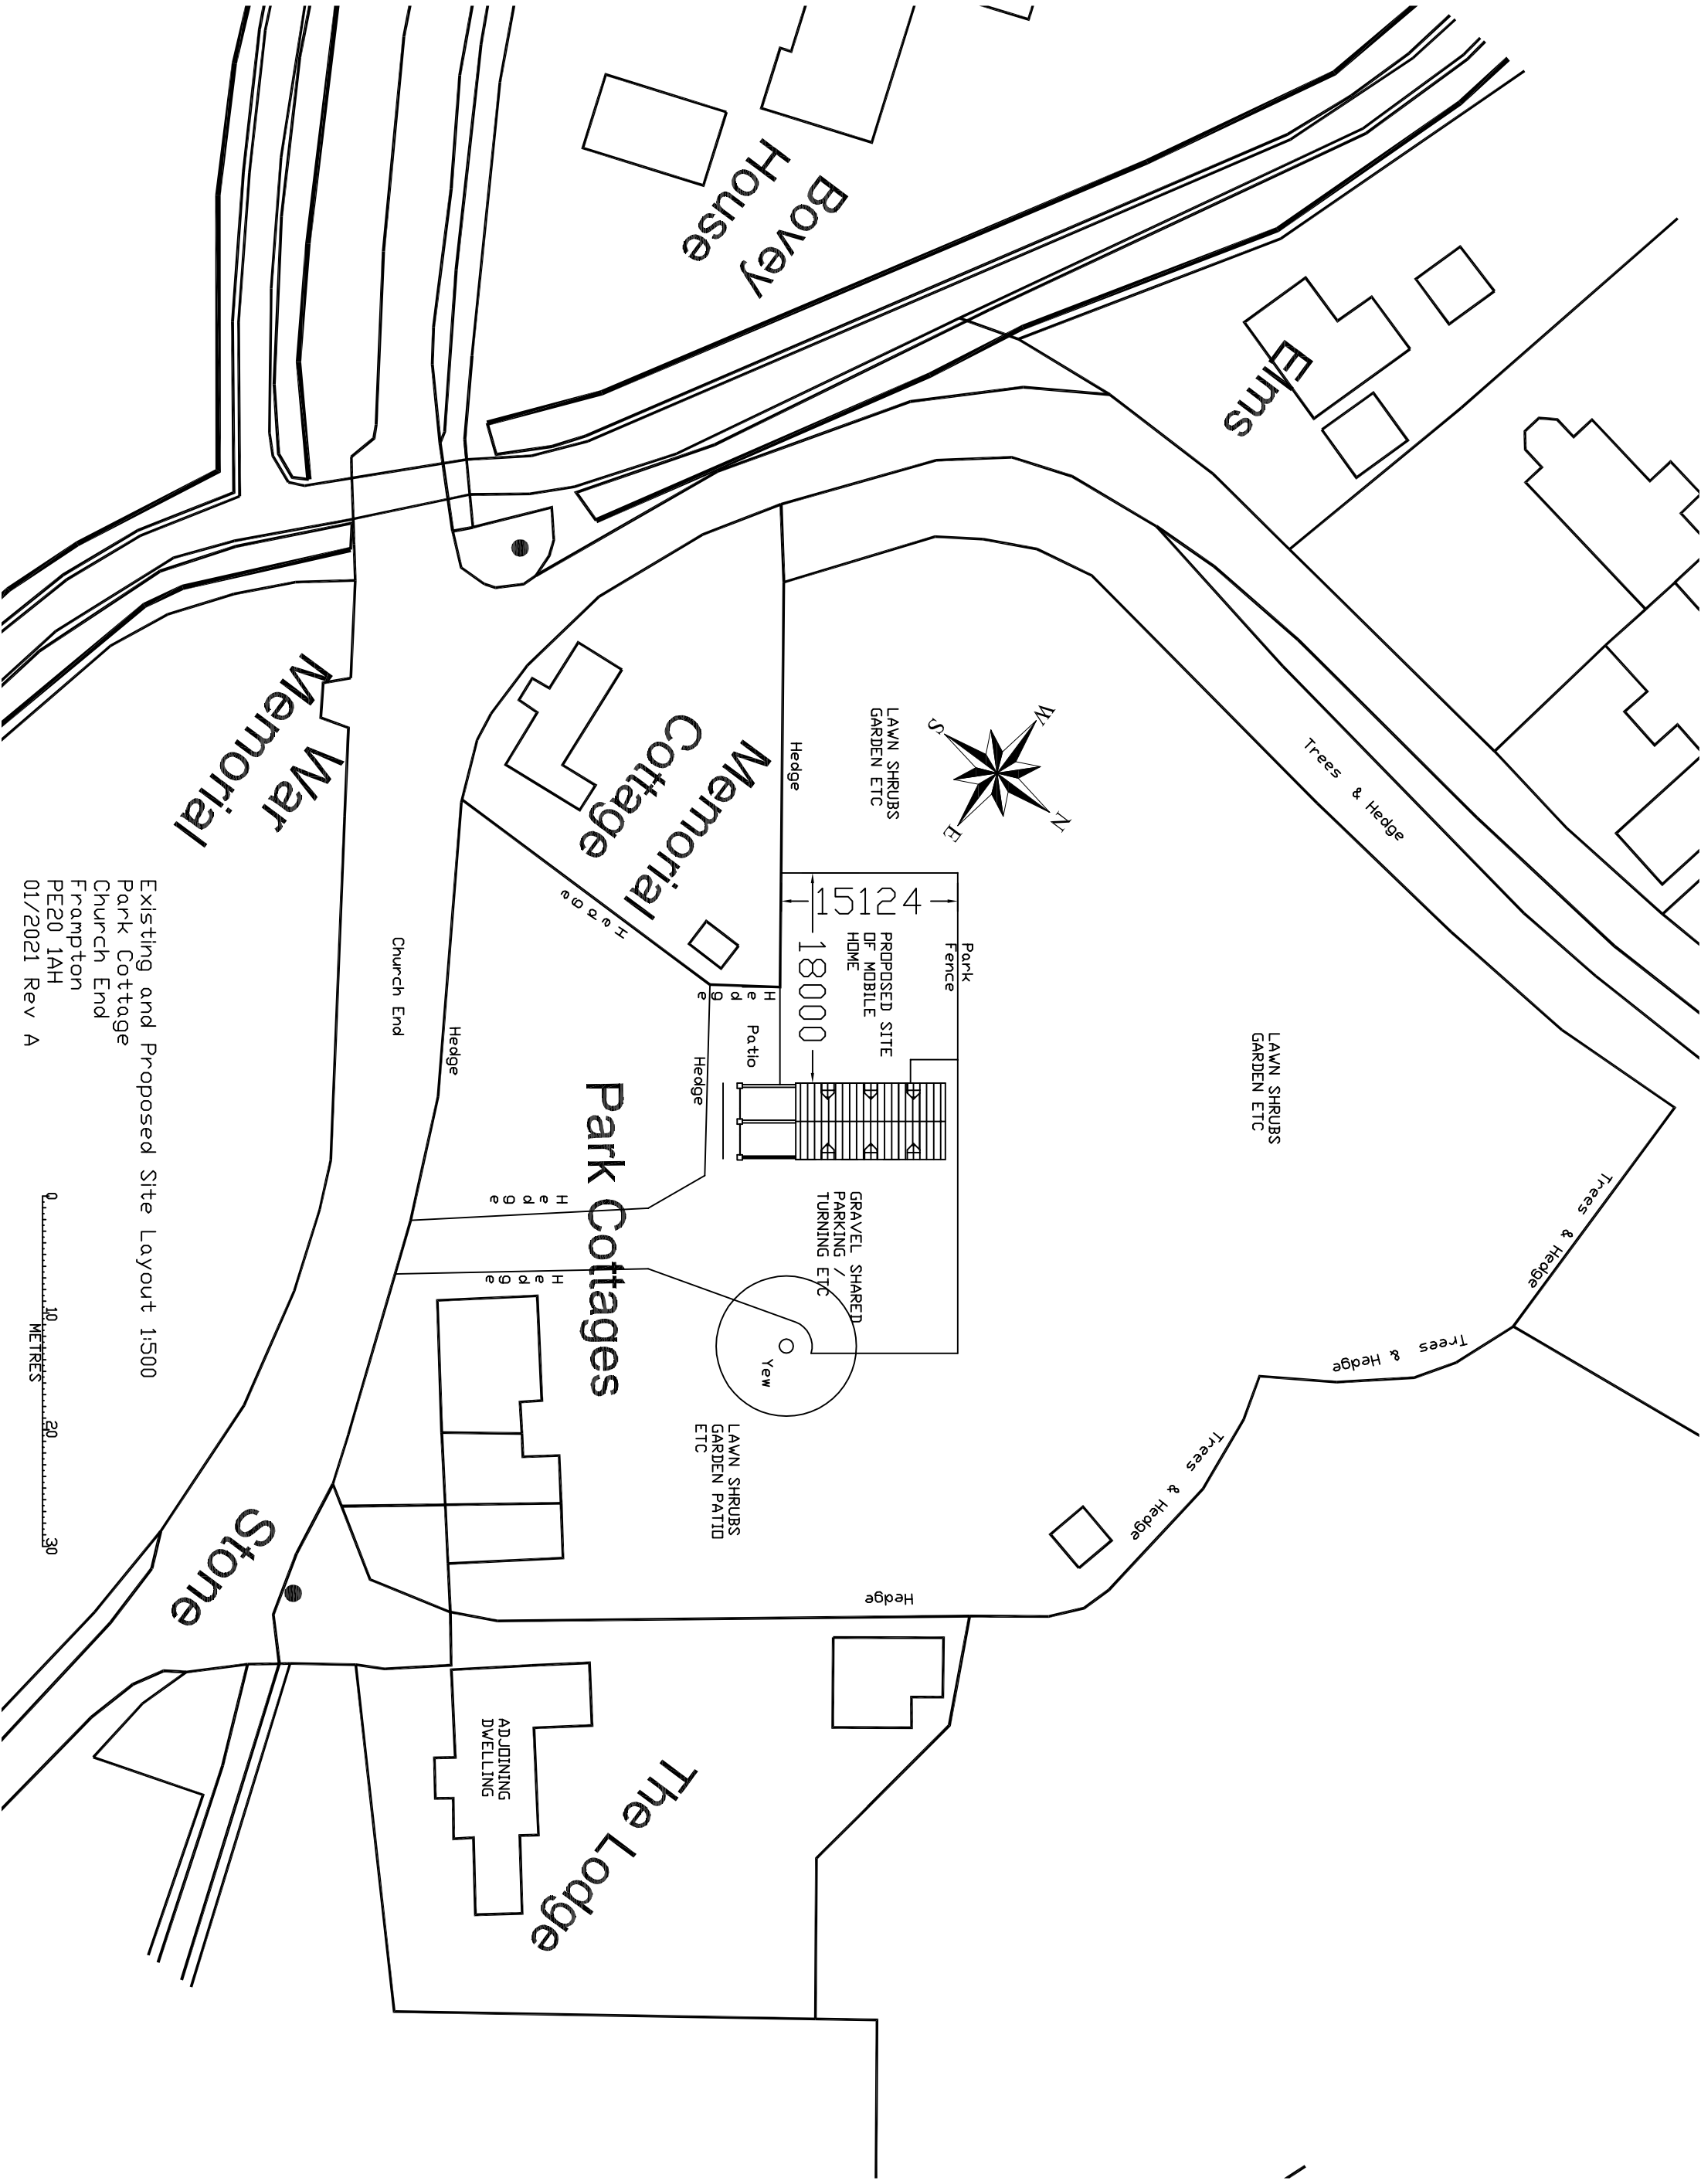 Bovey
House
Elms
Trees & Hedge
W
N
S
E
LAWN SHRUBS
GARDEN ETC
Hedge
Memorial
Cottage
War
Memorial
Hedge
15124
18000
PROPOSED SITE
OF MOBILE
HOME
Park
Fence
Hedge
Patio
Hedge
Hedge
Church End
LAWN SHRUBS
GARDEN ETC
Trees & Hedge
Trees & Hedge
Trees & Hedge
Park Cottages
Hedge
Hedge
GRAVEL SHARED
PARKING /
TURNING ETC
Yew
LAWN SHRUBS
GARDEN PATIO
ETC
Hedge
Stone
ADJOINING
DWELLING
The Lodge
Existing and Proposed Site Layout 1:500
Park Cottage
Church End
Frampton
PE20 1AH
01/2021 Rev A
0 10 20 30
METRES